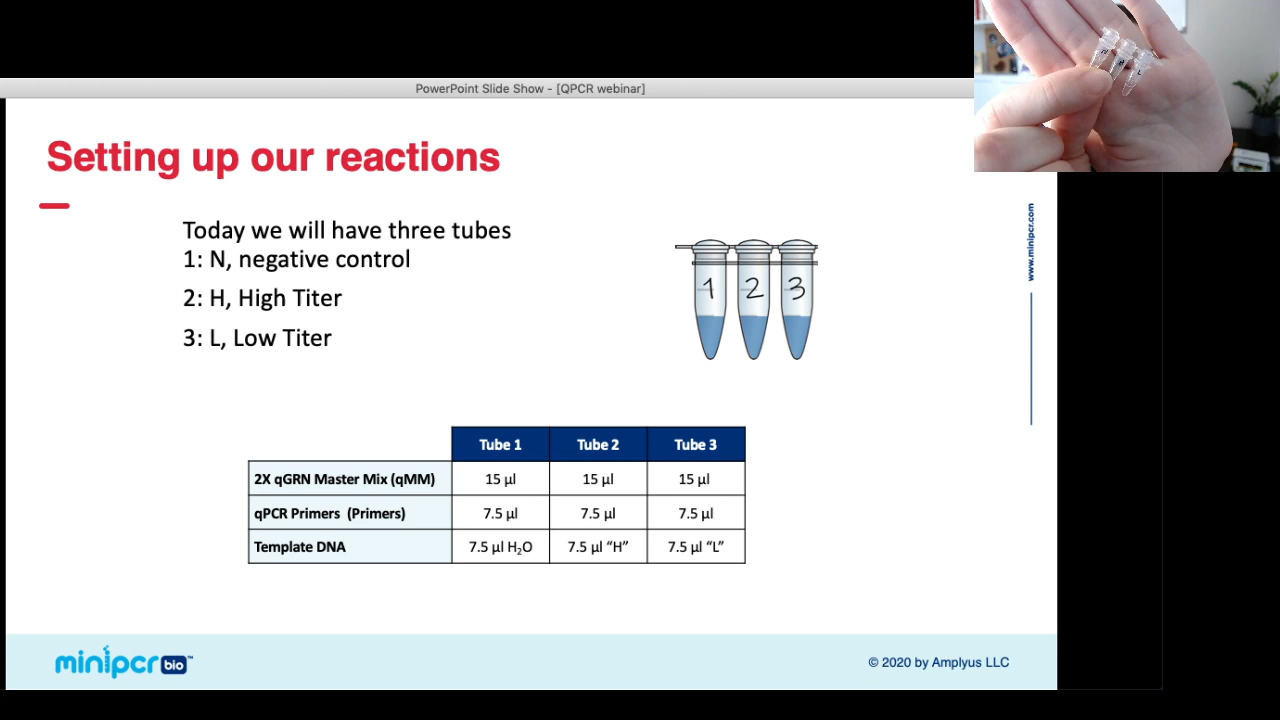 PowerPoint Slide Show - [QPCR webinar]
Setting up our reactions
Today we will have three tubes
1: N, negative control
2: H, High Titer
3: L, Low Titer
1 2 3
www.minipcr.com
Tube 1 Tube 2 Tube 3
2X qGRN Master Mix (qMM) 15 µl 15 µl 15 µl
qPCR Primers (Primers) 7.5 µl 7.5 µl 7.5 µl
Template DNA 7.5 µl H₂O 7.5 µl “H” 7.5 µl “L”
minipcr bio™
© 2020 by Amplyus LLC